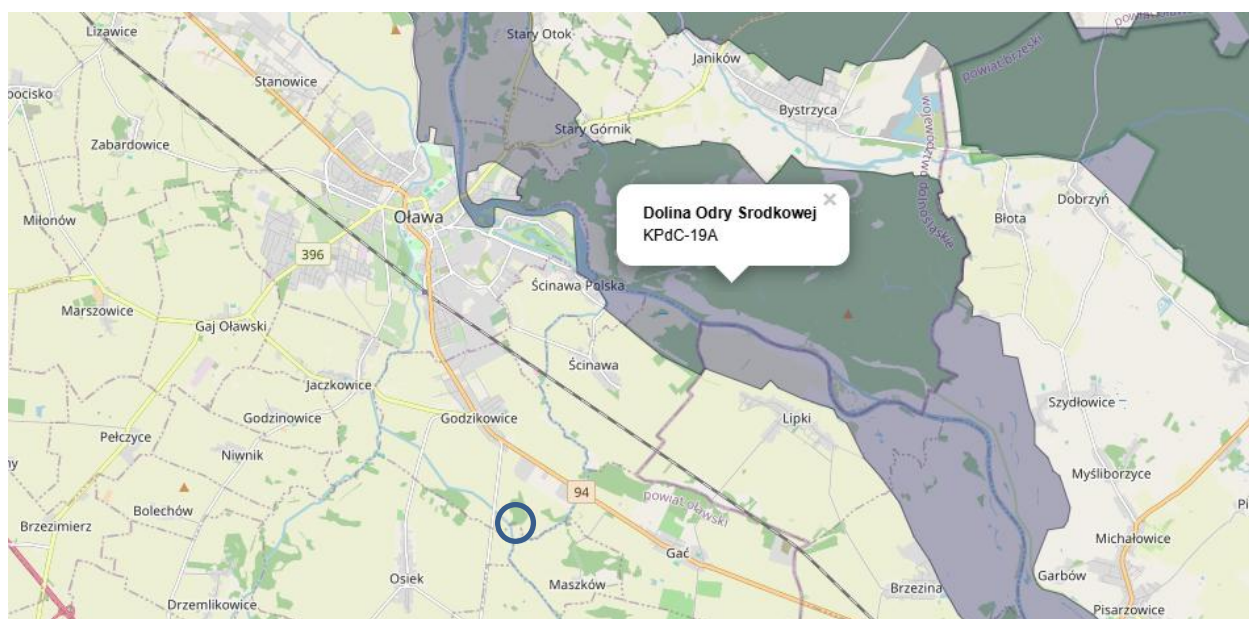 Lizawice
Stary Otok
powiat brzeski
Janików
Stanowice
Bystrzyca
Stary Górnik
Zabardowice
województwo dolnośląskie
Dobrzyń
Dolina Odry Srodkowej
×
KPdC-19A
Oława
Miłonów
Błota
396
Ścinawa Polska
Marszowice
Gaj Oławski
Ścinawa
Jaczkowice
Szydłowice
Godzinowice
Godzikowice
Lipki
Pełczyce
Niwnik
Myśliborzyce
94
powiat oławski
Bolechów
Brzezimierz
Michałowice
Gać
Osiek
Maszków
Brzezina
Garbów
Drzemlikowice
Pisarzowice